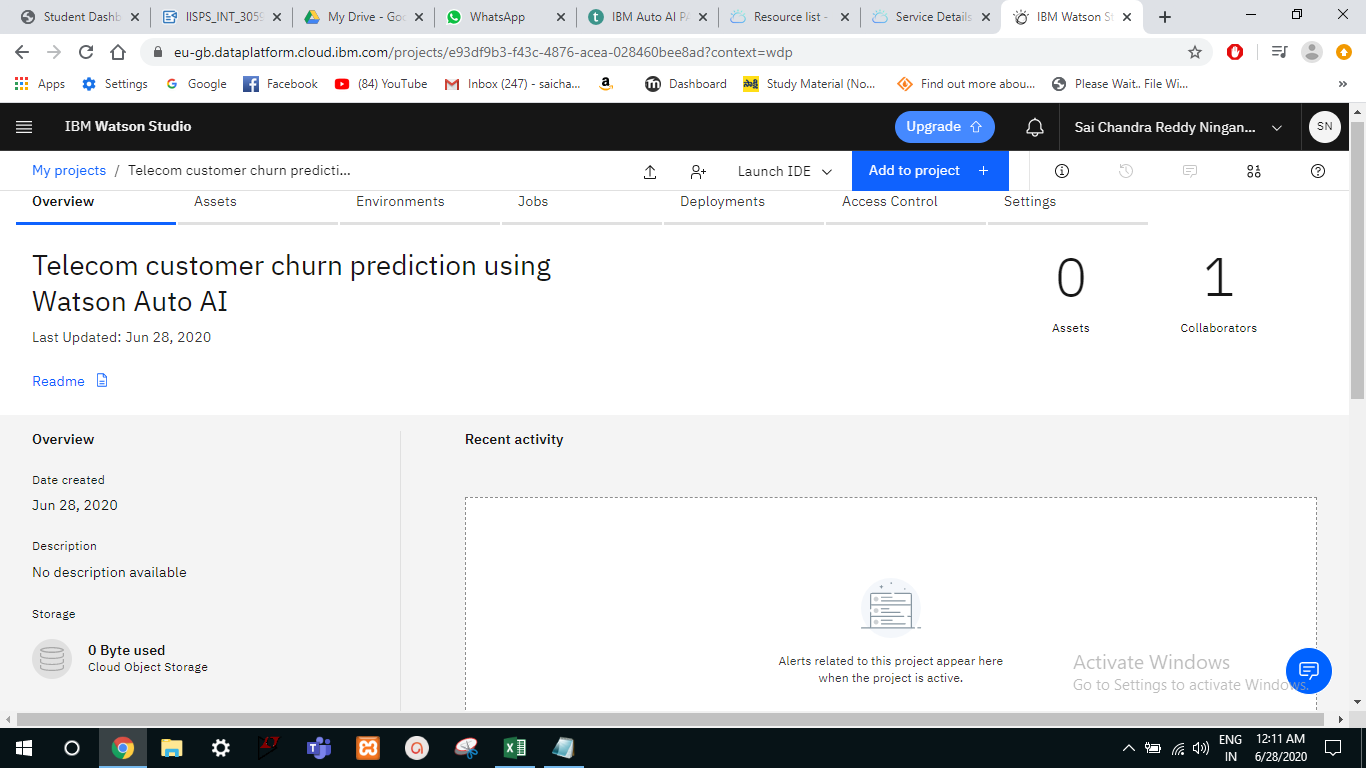 Student Dashb
IISPS_INT_3059
My Drive - Goo
WhatsApp
IBM Auto AI PA
Resource list -
Service Details
IBM Watson St
eu-gb.dataplatform.cloud.ibm.com/projects/e93df9b3-f43c-4876-acea-028460bee8ad?context=wdp
Apps Settings Google Facebook (84) YouTube Inbox (247) - saicha... Dashboard Study Material (No... Find out more abou... Please Wait.. File Wi... »
IBM Watson Studio
Upgrade
Sai Chandra Reddy Ningan...
SN
My projects / Telecom customer churn predicti...
Launch IDE
Add to project +
Overview Assets Environments Jobs Deployments Access Control Settings
Telecom customer churn prediction using
Watson Auto AI
Last Updated: Jun 28, 2020
Readme
0
Assets
1
Collaborators
Overview
Date created
Jun 28, 2020
Description
No description available
Storage
0 Byte used
Cloud Object Storage
Recent activity
Alerts related to this project appear here
when the project is active.
Activate Windows
Go to Settings to activate Windows.
ENG
IN
12:11 AM
6/28/2020